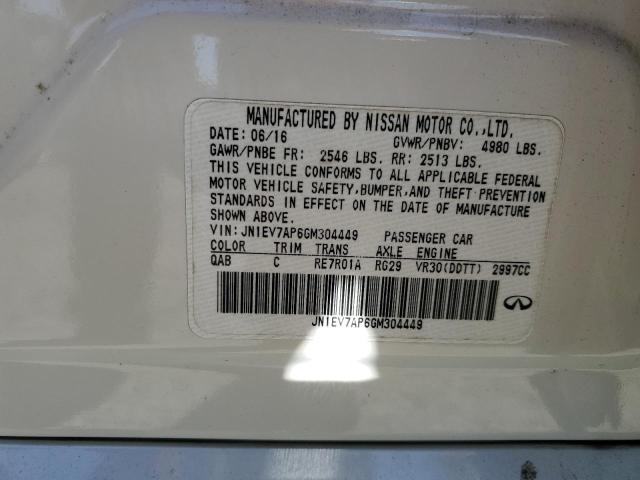 MANUFACTURED BY NISSAN MOTOR CO.,LTD.
DATE: 06/16 GVWR/PNBV: 4980 LBS.
GAWR/PNBE FR: 2546 LBS. RR: 2513 LBS.
THIS VEHICLE CONFORMS TO ALL APPLICABLE FEDERAL
MOTOR VEHICLE SAFETY,BUMPER,AND THEFT PREVENTION
STANDARDS IN EFFECT ON THE DATE OF MANUFACTURE
SHOWN ABOVE.
VIN: JN1EV7AP6GM304449 PASSENGER CAR
COLOR TRIM TRANS AXLE ENGINE
QAB C RE7R01A RG29 VR30(DDTT) 2997CC
JN1EV7AP6GM304449